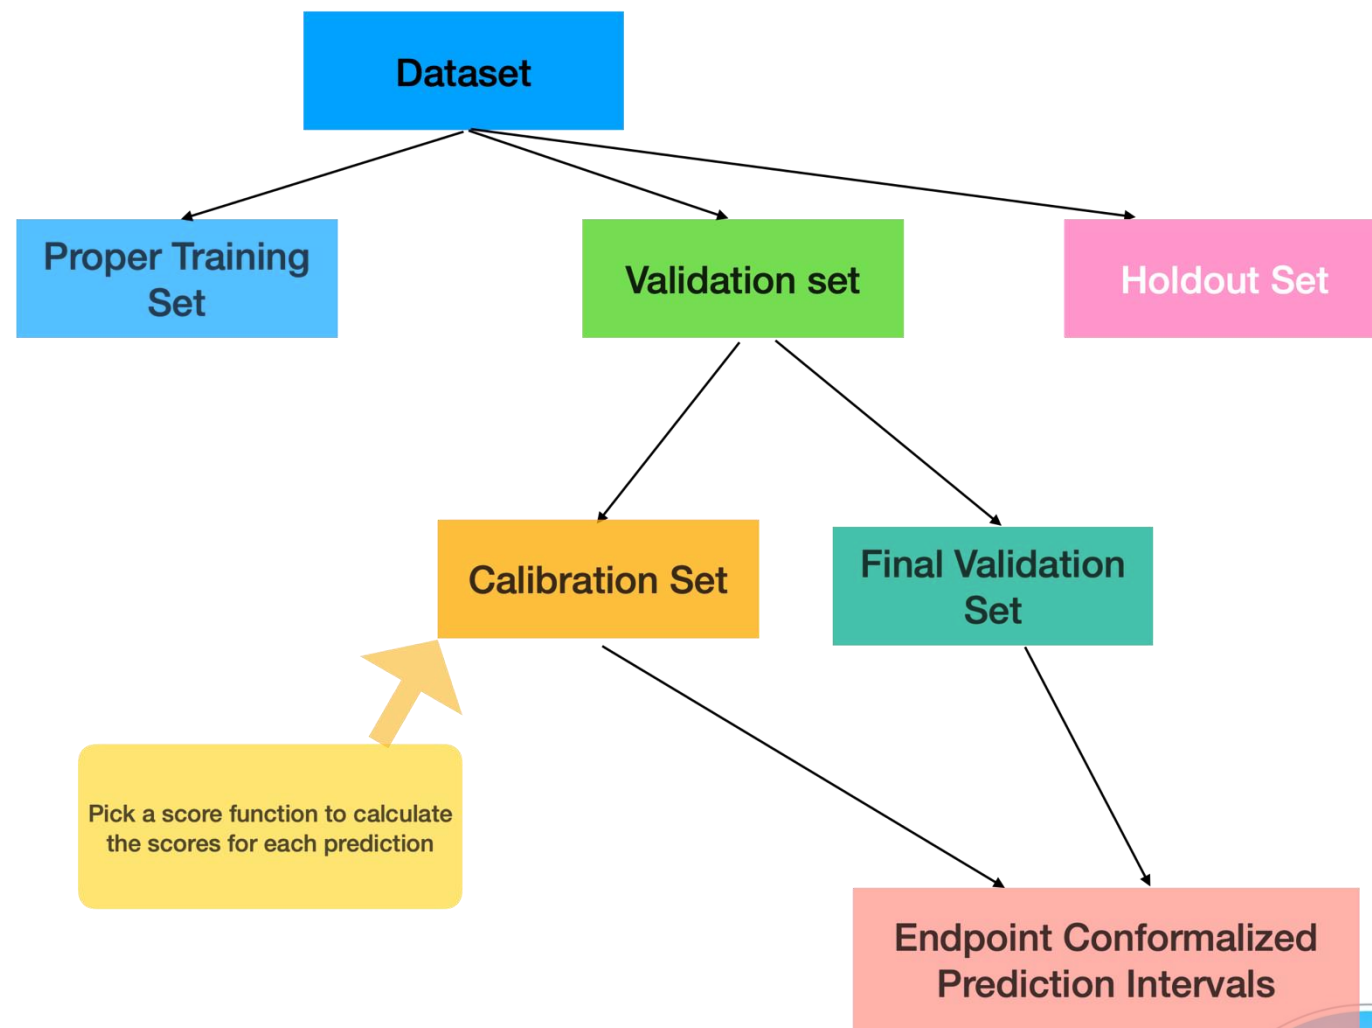 Dataset
Proper Training
Set
Validation set
Holdout Set
Calibration Set
Final Validation
Set
Pick a score function to calculate
the scores for each prediction
Endpoint Conformalized
Prediction Intervals